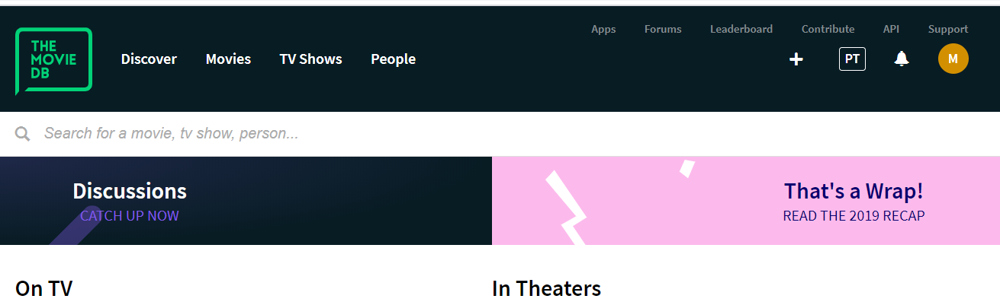 Apps Forums Leaderboard Contribute API Support
THE
MOVIE
DB
Discover Movies TV Shows People
PT
M
Search for a movie, tv show, person...
Discussions
CATCH UP NOW
That's a Wrap!
READ THE 2019 RECAP
On TV
In Theaters